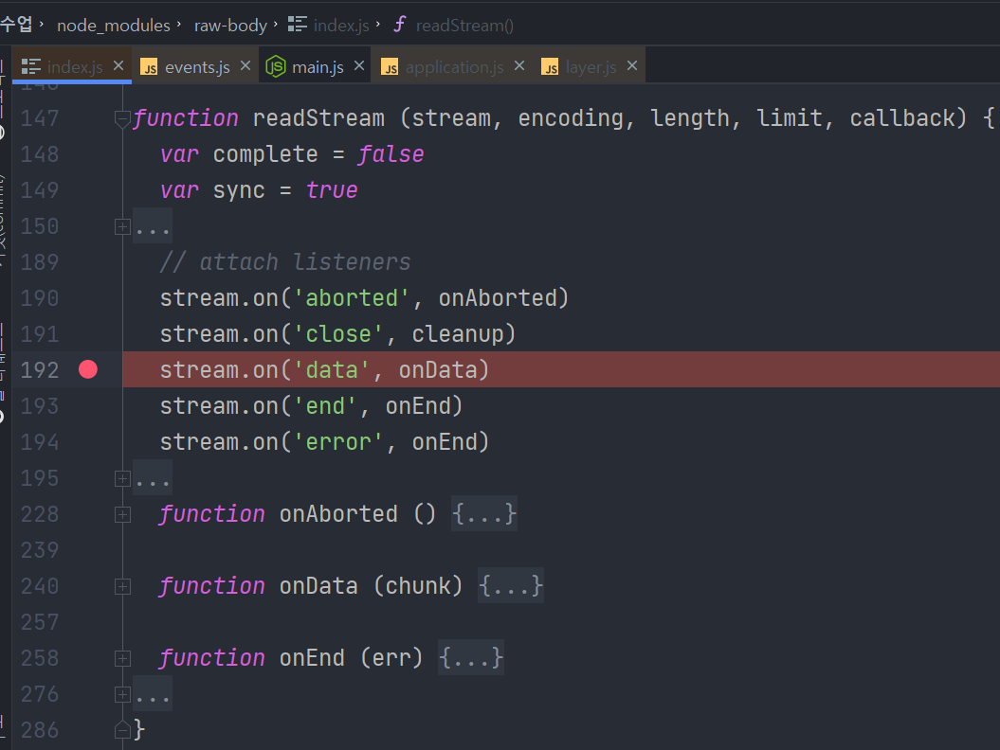 수업 › node_modules › raw-body › index.js › readStream()
index.js events.js main.js application.js layer.js
147 function readStream (stream, encoding, length, limit, callback) {
148 var complete = false
149 var sync = true
150 ...
189 // attach listeners
190 stream.on('aborted', onAborted)
191 stream.on('close', cleanup)
192 stream.on('data', onData)
193 stream.on('end', onEnd)
194 stream.on('error', onEnd)
195 ...
228 function onAborted () {...}
239
240 function onData (chunk) {...}
257
258 function onEnd (err) {...}
276 ...
286 }